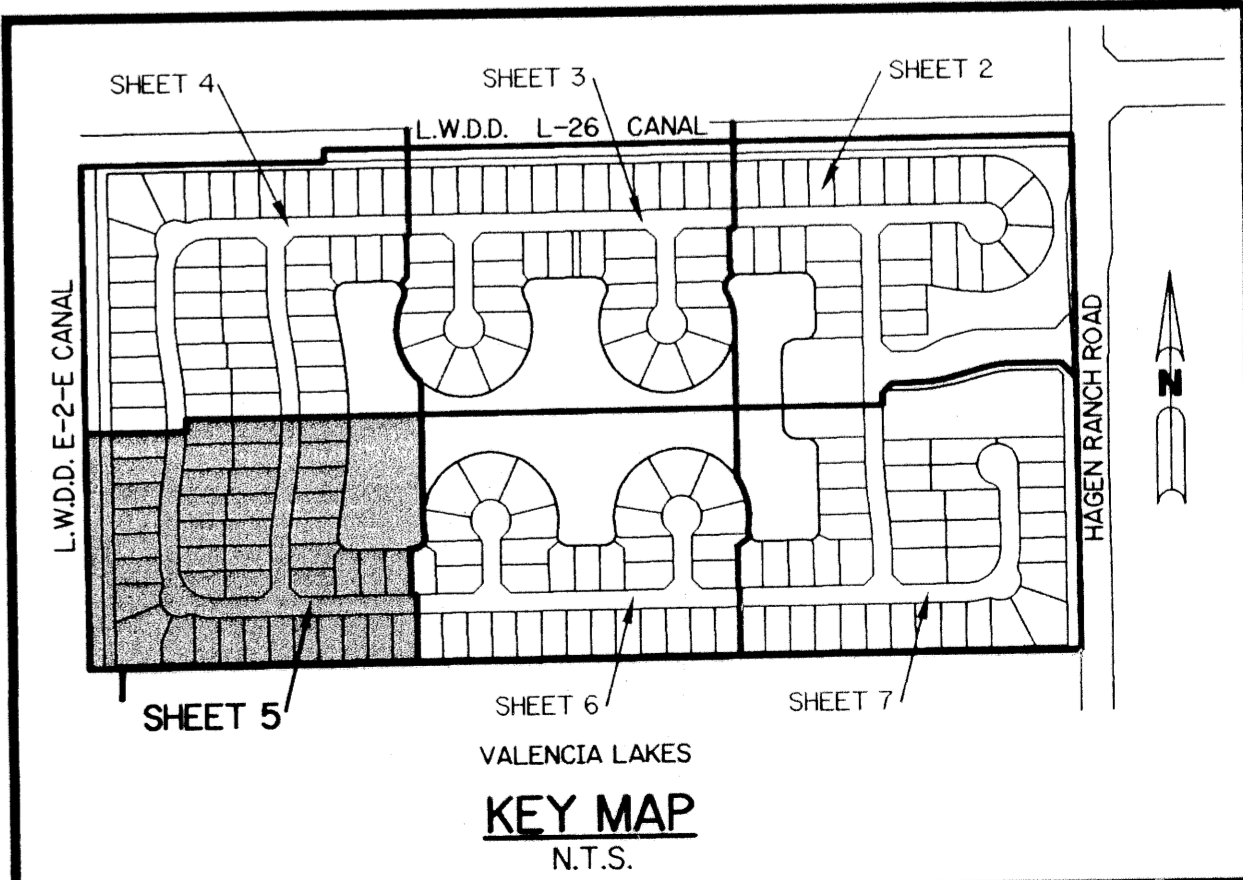 SHEET 4
SHEET 3
SHEET 2
L.W.D.D. L-26 CANAL
L.W.D.D. E-2-E CANAL
HAGEN RANCH ROAD
N
SHEET 5
SHEET 6
SHEET 7
VALENCIA LAKES
KEY MAP
N.T.S.